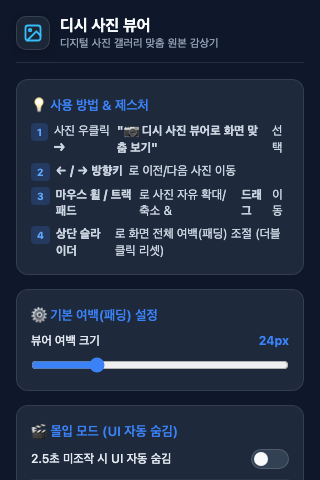 디시 사진 뷰어
디지털 사진 갤러리 맞춤 원본 감상기
💡 사용 방법 & 제스처
1 사진 우클릭 → "📸 디시 사진 뷰어로 화면 맞춤 보기" 선택
2 ← / → 방향키 로 이전/다음 사진 이동
3 마우스 휠 / 트랙패드 로 사진 자유 확대/축소 & 드래그 이동
4 상단 슬라이더 로 화면 전체 여백(패딩) 조절 (더블클릭 리셋)
⚙️ 기본 여백(패딩) 설정
뷰어 여백 크기 24px
🎬 몰입 모드 (UI 자동 숨김)
2.5초 미조작 시 UI 자동 숨김